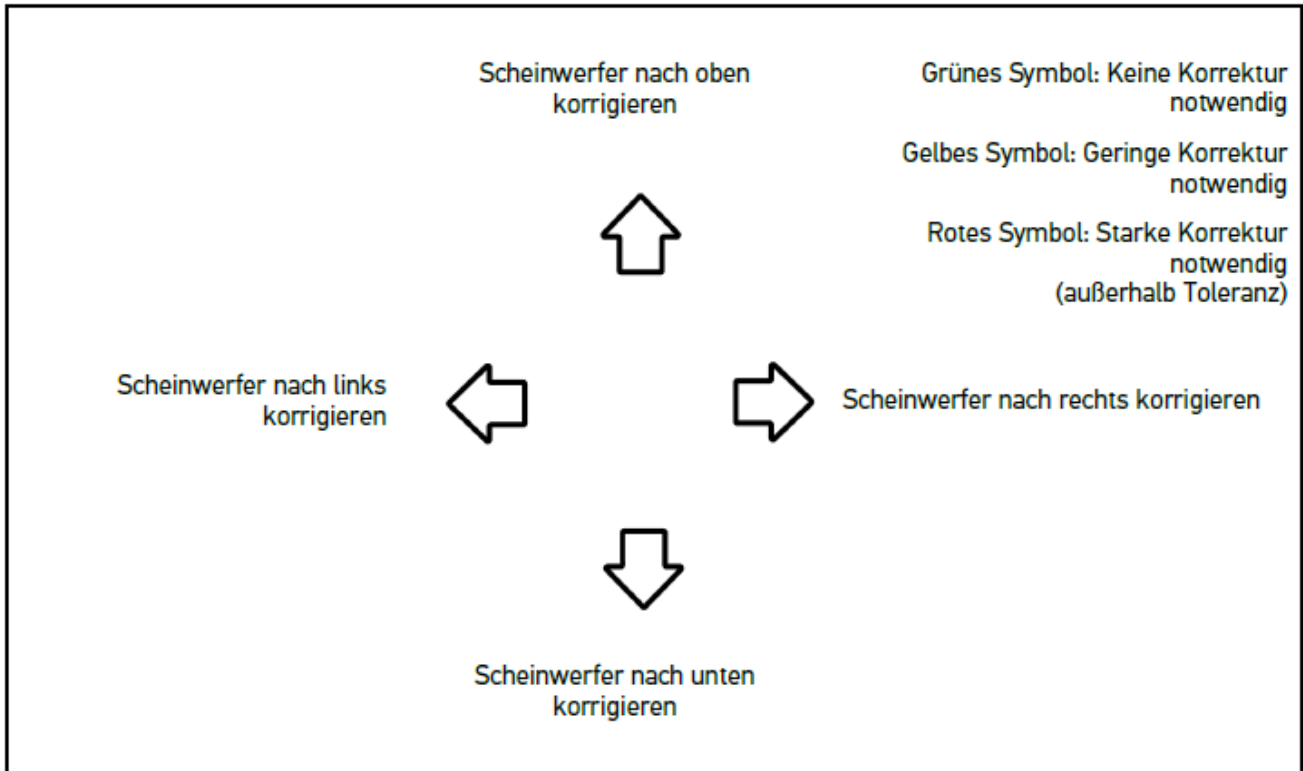 Scheinwerfer nach oben
korrigieren
Grünes Symbol: Keine Korrektur
notwendig
Gelbes Symbol: Geringe Korrektur
notwendig
Rotes Symbol: Starke Korrektur
notwendig
(außerhalb Toleranz)
Scheinwerfer nach links
korrigieren
Scheinwerfer nach rechts korrigieren
Scheinwerfer nach unten
korrigieren